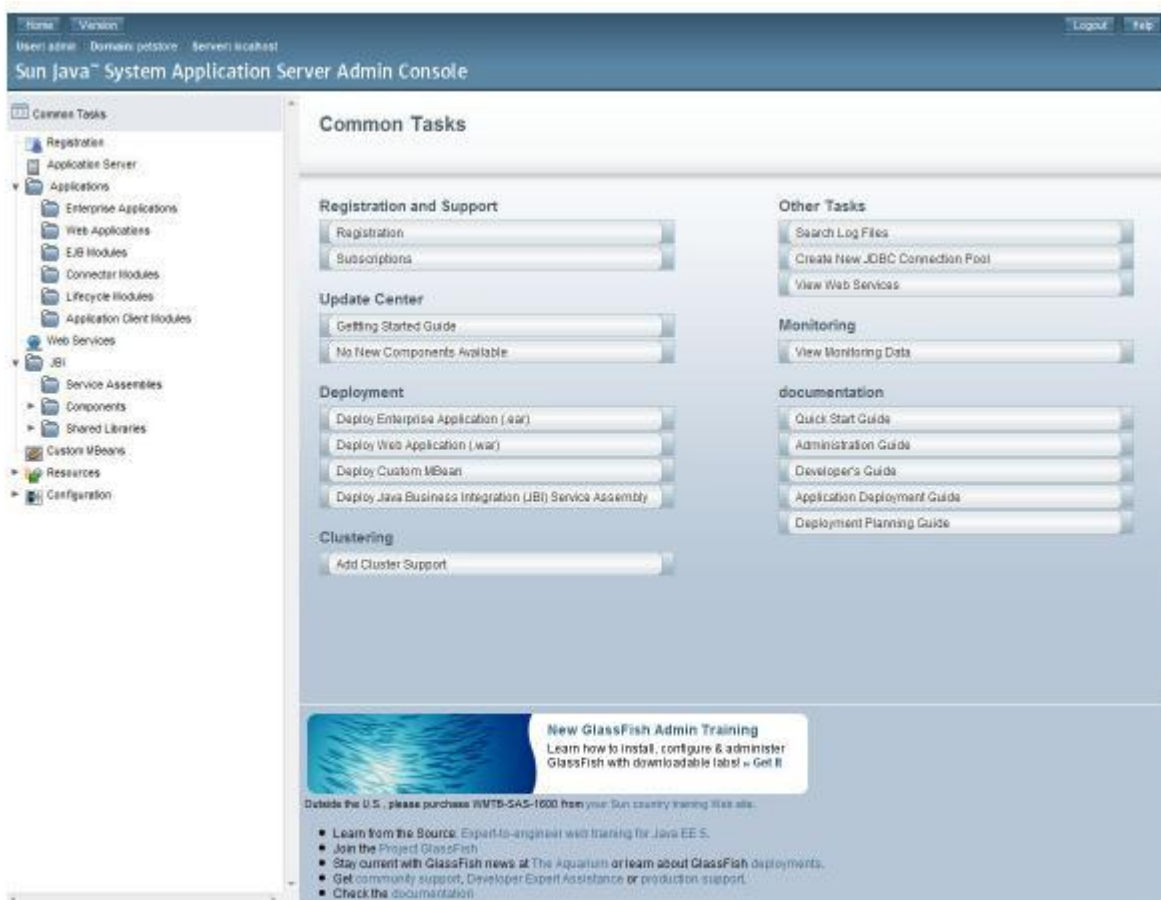 Home Version
Logout Help
User: admin Domain: petstore Server: localhost
Sun Java™ System Application Server Admin Console
Common Tasks
Registration
Application Server
Applications
Enterprise Applications
Web Applications
EJB Modules
Connector Modules
Lifecycle Modules
Application Client Modules
Web Services
JBI
Service Assembles
Components
Shared Libraries
Custom MBeans
Resources
Configuration
Common Tasks
Registration and Support
Registration
Subscriptions
Update Center
Getting Started Guide
No New Components Available
Deployment
Deploy Enterprise Application (.ear)
Deploy Web Application (.war)
Deploy Custom MBean
Deploy Java Business Integration (JBI) Service Assembly
Clustering
Add Cluster Support
Other Tasks
Search Log Files
Create New JDBC Connection Pool
View Web Services
Monitoring
View Monitoring Data
documentation
Quick Start Guide
Administration Guide
Developer's Guide
Application Deployment Guide
Deployment Planning Guide
New GlassFish Admin Training
Learn how to install, configure & administer
GlassFish with downloadable labs! » Get It
Outside the U.S., please purchase WMTB-SAS-1600 from your Sun country training Web site.
• Learn from the Source: Expert-to-engineer web training for Java EE 5.
• Join the Project GlassFish
• Stay current with GlassFish news at The Aquarium or learn about GlassFish deployments.
• Get community support, Developer Expert Assistance or production support.
• Check the documentation